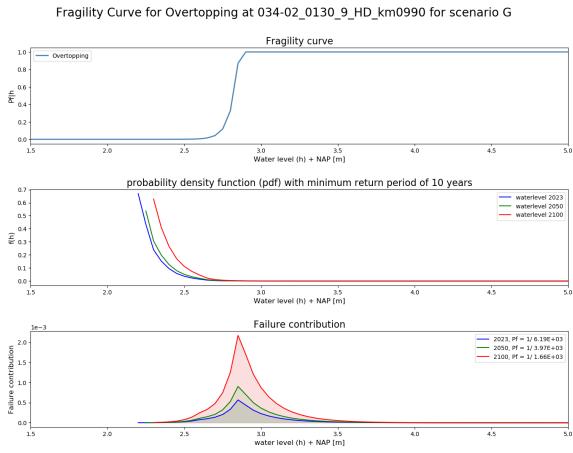 Fragility Curve for Overtopping at 034-02_0130_9_HD_km0990 for scenario G
Fragility curve
1.0
0.8
0.6
0.4
0.2
0.0
Pf|h
Overtopping
1.5 2.0 2.5 3.0 3.5 4.0 4.5 5.0
Water level (h) + NAP [m]
probability density function (pdf) with minimum return period of 10 years
0.7
0.6
0.5
0.4
0.3
0.2
0.1
0.0
f(h)
waterlevel 2023
waterlevel 2050
waterlevel 2100
1.5 2.0 2.5 3.0 3.5 4.0 4.5 5.0
Water level (h) + NAP [m]
Failure contribution
1e−3
2.0
1.5
1.0
0.5
0.0
Failure contribution
2023, Pf = 1/ 6.19E+03
2050, Pf = 1/ 3.97E+03
2100, Pf = 1/ 1.66E+03
1.5 2.0 2.5 3.0 3.5 4.0 4.5 5.0
water level (h) + NAP [m]